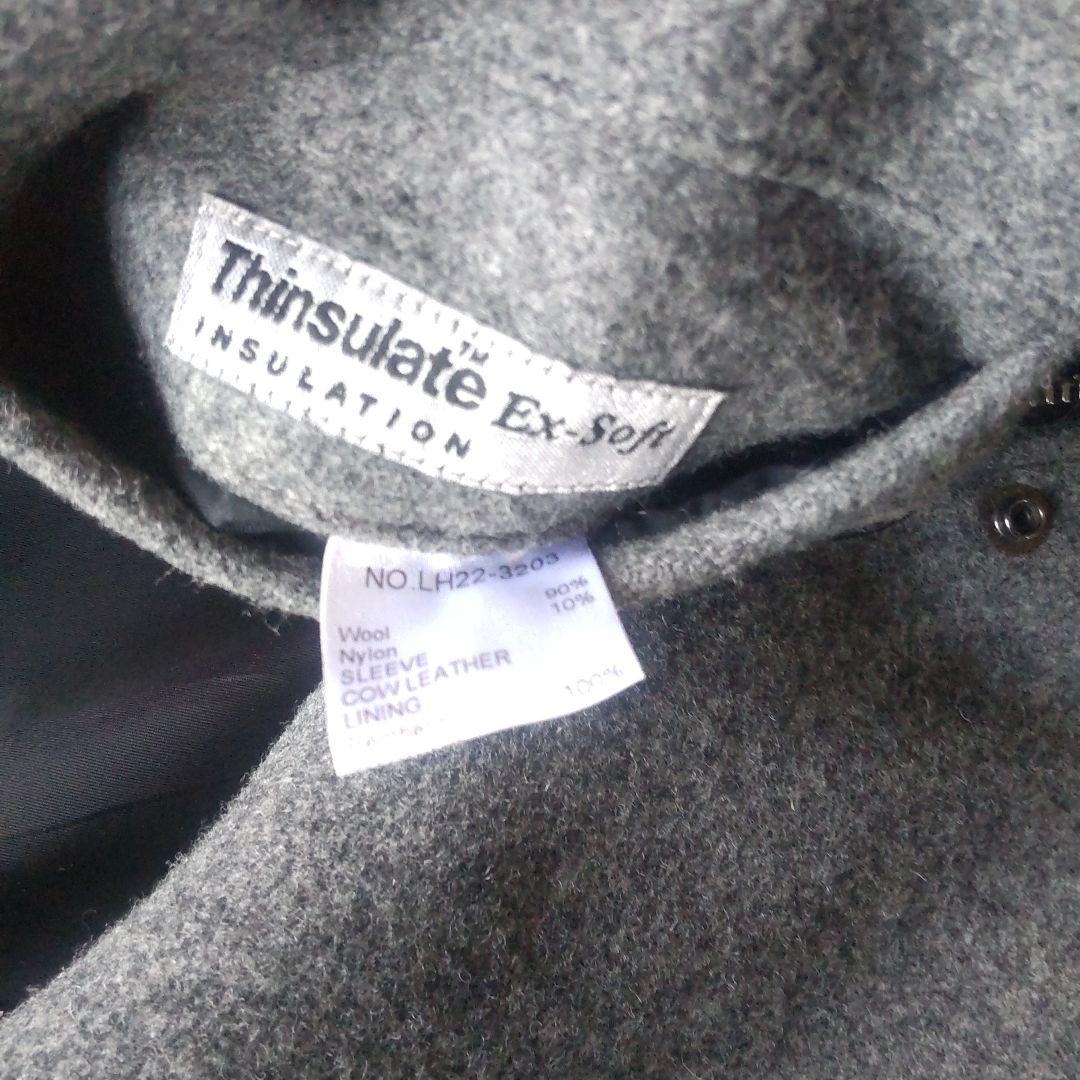 Thinsulate™ Ex-Soft
INSULATION
NO.LH22-3203
90%
Wool 10%
Nylon
SLEEVE
COW LEATHER
LINING 100%